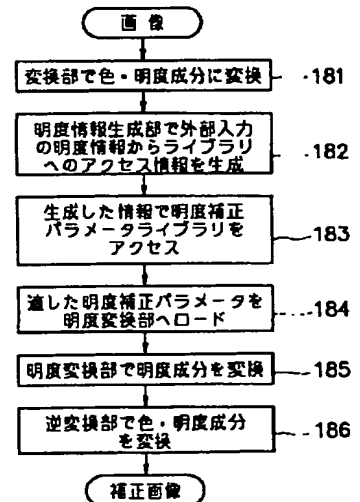 画像
変換部で色・明度成分に変換
181
明度情報生成部で外部入力
の明度情報からライブラリ
へのアクセス情報を生成
182
生成した情報で明度補正
パラメータライブラリを
アクセス
183
適した明度補正パラメータを
明度変換部へロード
184
明度変換部で明度成分を変換
185
逆変換部で色・明度成分
を変換
186
補正画像